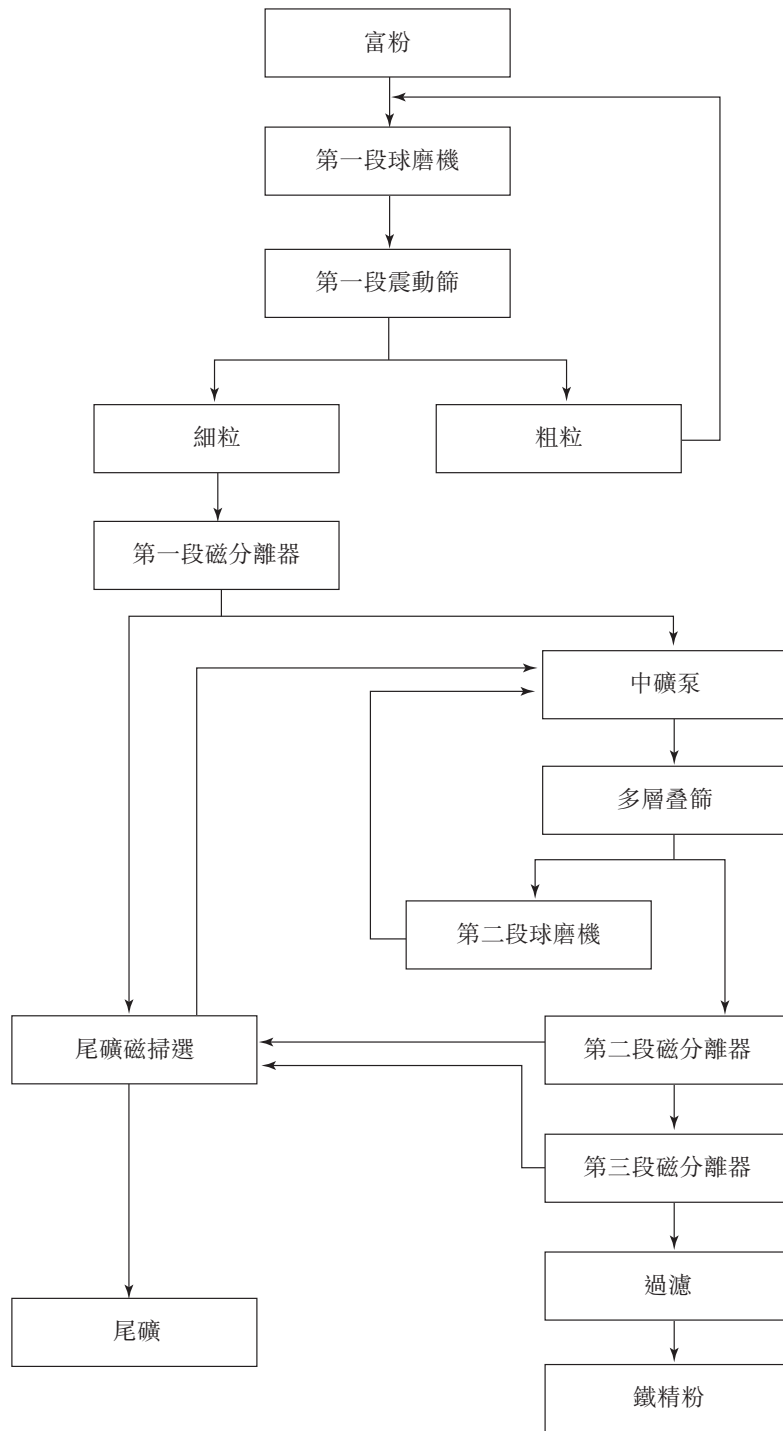 富粉
第一段球磨機
第一段震動篩
細粒
粗粒
第一段磁分離器
中礦泵
多層叠篩
第二段球磨機
尾礦磁掃選
第二段磁分離器
第三段磁分離器
過濾
尾礦
鐵精粉